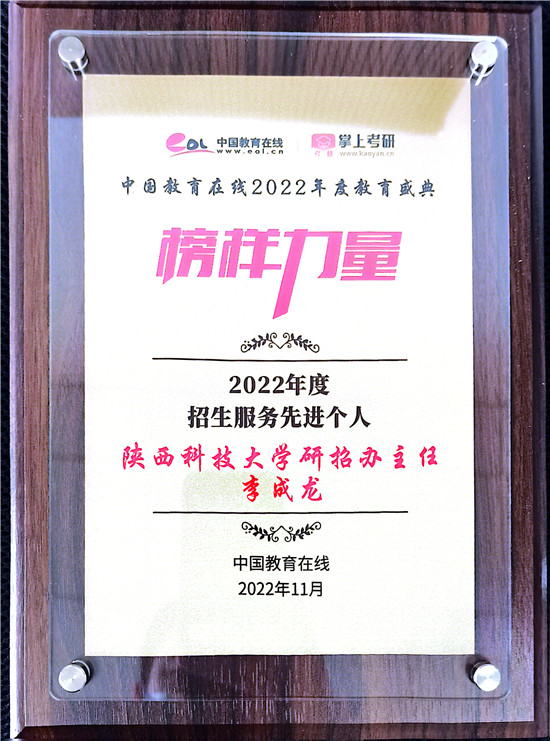 eol 中国教育在线 掌上考研
www.eol.cn www.kaoyan.cn
中国教育在线2022年度教育盛典
榜样力量
2022年度
招生服务先进个人
陕西科技大学研招办主任
李成龙
中国教育在线
2022年11月